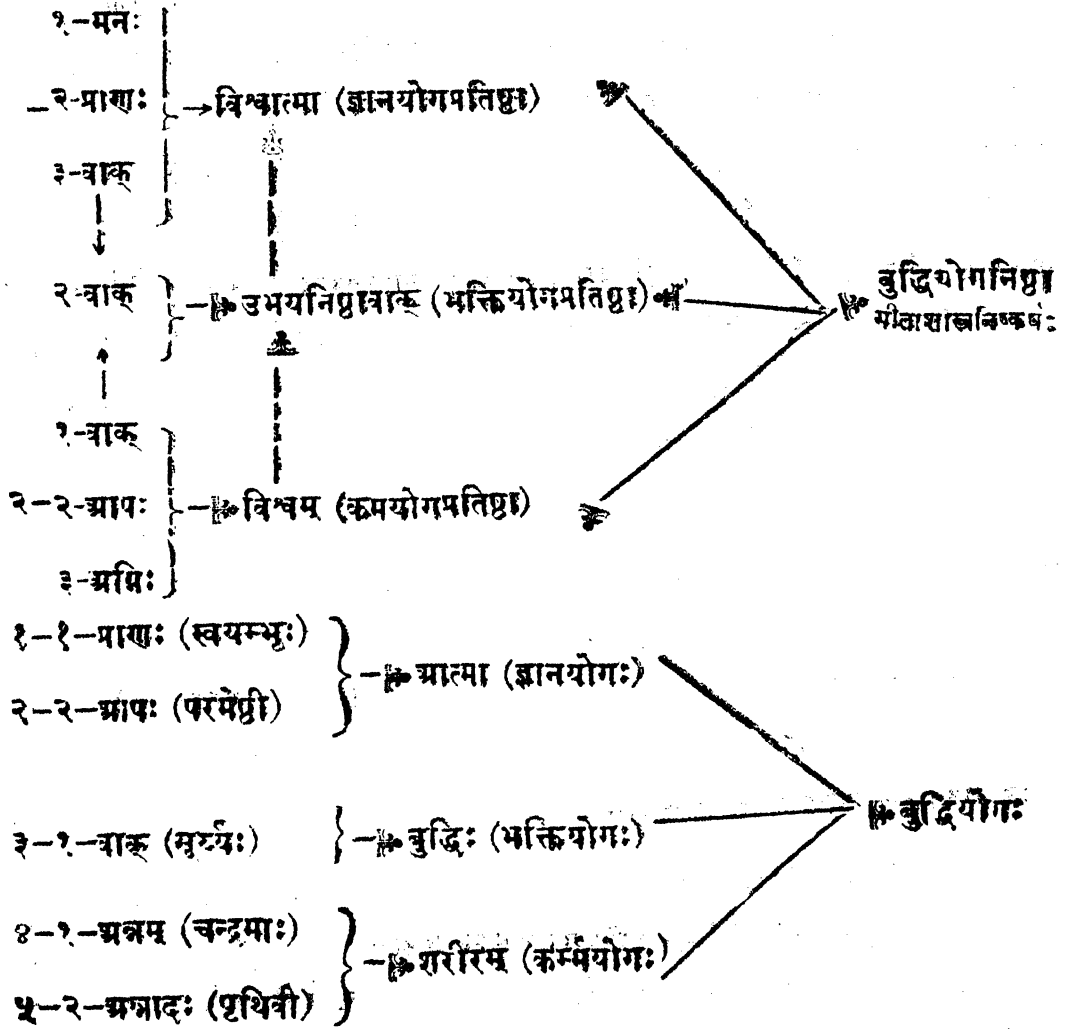 १-मनः
—२-प्राणः →विश्वात्मा (ज्ञानयोगप्रतिष्ठा)
३-वाक्
२-वाक् — उभयनिष्ठावाक् (भक्तियोगप्रतिष्ठा) बुद्धियोगनिष्ठा
गीताशास्त्रनिष्कर्षः
१-वाक्
२-२-आपः — विश्वम् (कमयोगप्रतिष्ठा)
३-अग्निः
१-१-प्राणः (स्वयम्भूः)
— आत्मा (ज्ञानयोगः)
२-२-आपः (परमेष्ठी)
३-१-वाक् (सूर्य्यः) — बुद्धिः (भक्तियोगः) बुद्धियोगः
४-१-अन्नम् (चन्द्रमाः)
— शरीरम् (कर्म्मयोगः)
५-२-अन्नादः (पृथिवी)